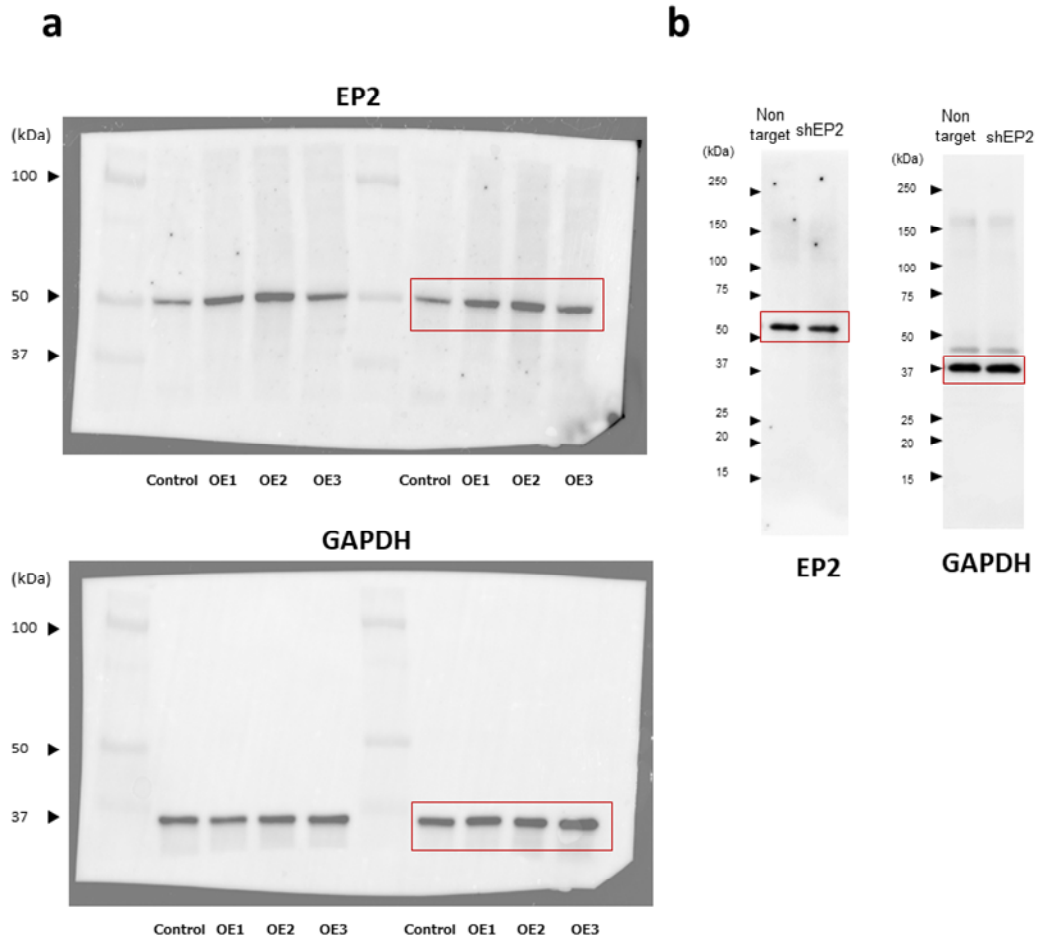 a
EP2
(kDa)
100
50
37
Control OE1 OE2 OE3 Control OE1 OE2 OE3
GAPDH
(kDa)
100
50
37
Control OE1 OE2 OE3 Control OE1 OE2 OE3
b
Non
target shEP2
(kDa)
250
150
100
75
50
37
25
20
15
EP2
Non
target shEP2
(kDa)
250
150
100
75
50
37
25
20
15
GAPDH